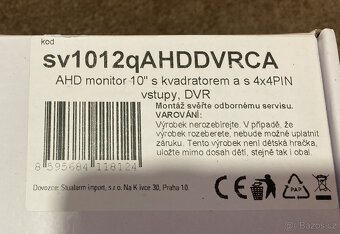 kod
sv1012qAHDDVRCA
AHD monitor 10" s kvadratorem a s 4x4PIN
vstupy, DVR
Montáž svěřte odbornému servisu.
VAROVÁNÍ:
Výrobek nerozebírejte. V případě, že
výrobek rozeberete, nebude možné uplatnit
záruku. Tento výrobek není dětská hračka,
uložte mimo dosah dětí, stejně tak i obal.
8 595684 118124
Dovozce: Stualarm import, s.r.o. Na Křivce 30, Praha 10.
CE
PAP
Sbazar.cz